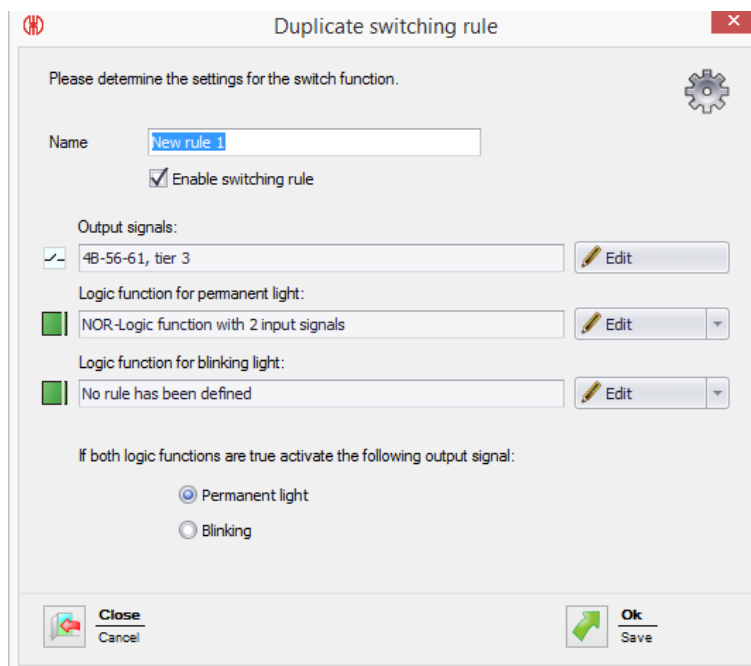 Duplicate switching rule
Please determine the settings for the switch function.
Name
New rule 1
Enable switching rule
Output signals:
4B-56-61, tier 3
Edit
Logic function for permanent light:
NOR-Logic function with 2 input signals
Edit
Logic function for blinking light:
No rule has been defined
Edit
If both logic functions are true activate the following output signal:
Permanent light
Blinking
Close
Cancel
Ok
Save